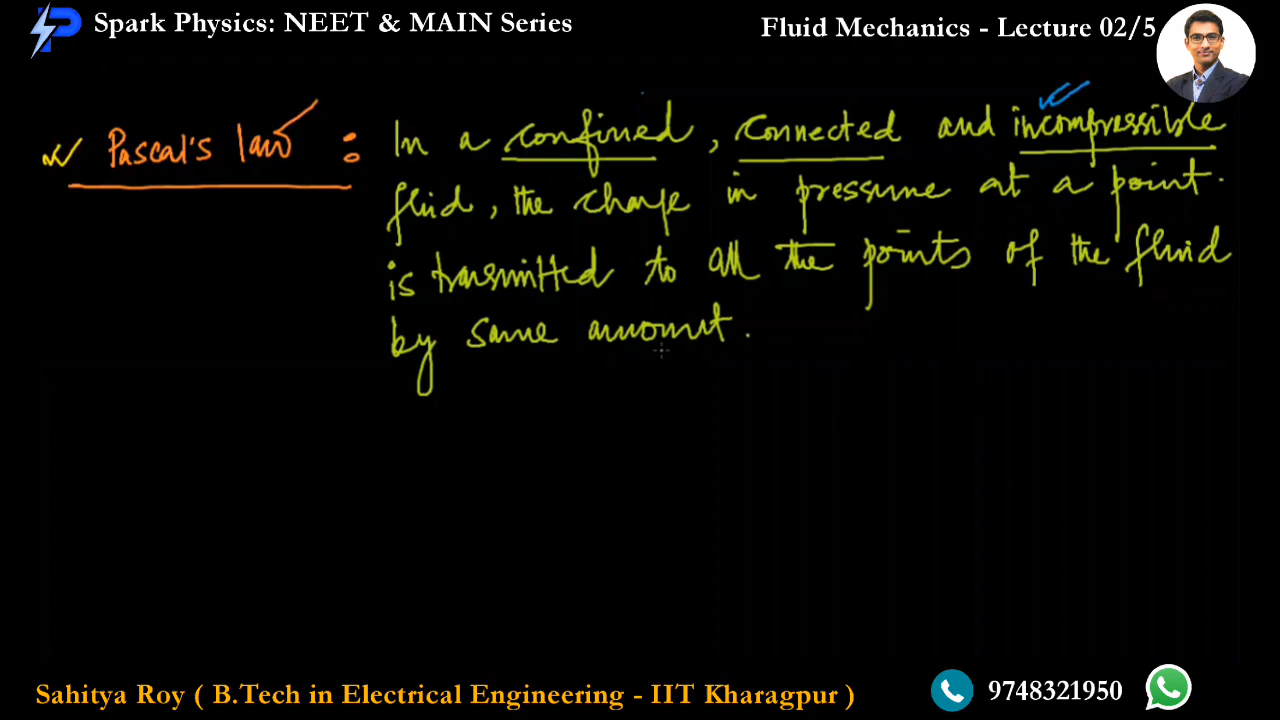 Spark Physics: NEET & MAIN Series
Fluid Mechanics - Lecture 02/5
Pascal's law : In a confined, connected and incompressible
fluid, the change in pressure at a point.
is transmitted to all the points of the fluid
by same amount.
Sahitya Roy ( B.Tech in Electrical Engineering - IIT Kharagpur )
9748321950